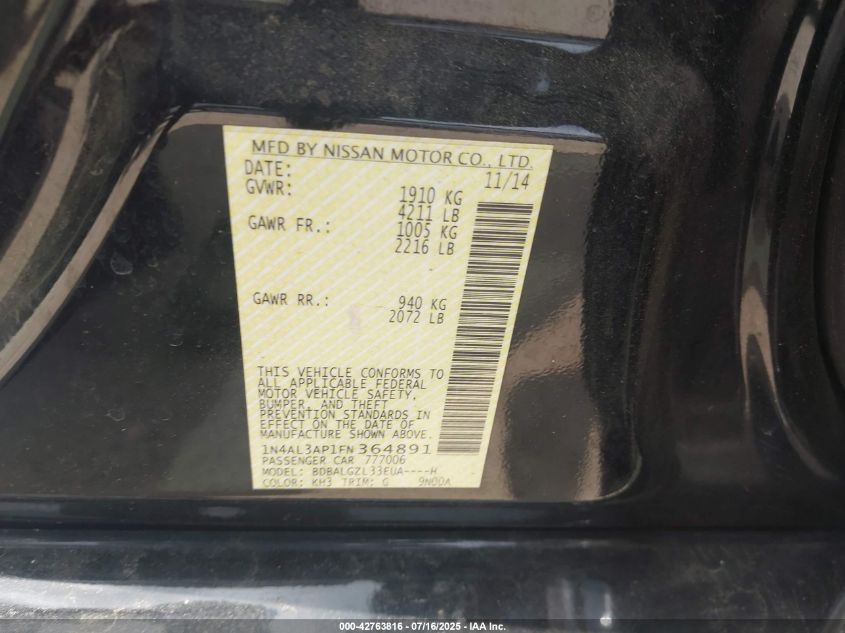 MFD BY NISSAN MOTOR CO., LTD.
DATE: 11/14
GVWR: 1910 KG
4211 LB
GAWR FR.: 1005 KG
2216 LB
GAWR RR.: 940 KG
2072 LB
THIS VEHICLE CONFORMS TO
ALL APPLICABLE FEDERAL
MOTOR VEHICLE SAFETY,
BUMPER, AND THEFT
PREVENTION STANDARDS IN
EFFECT ON THE DATE OF
MANUFACTURE SHOWN ABOVE.
1N4AL3AP1FN364891
PASSENGER CAR 777006
MODEL: BDBALGZL33EUA----H
COLOR: KH3 TRIM: G 9N00A
000-42763816 - 07/16/2025 - IAA Inc.